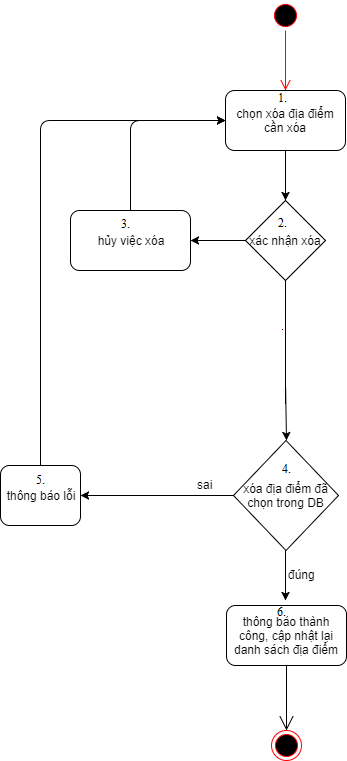 1.
chọn xóa địa điểm
cần xóa
2.
xác nhận xóa
3.
hủy việc xóa
4.
xóa địa điểm đã
chọn trong DB
sai
5.
thông báo lỗi
đúng
6.
thông báo thành
công, cập nhật lại
danh sách địa điểm